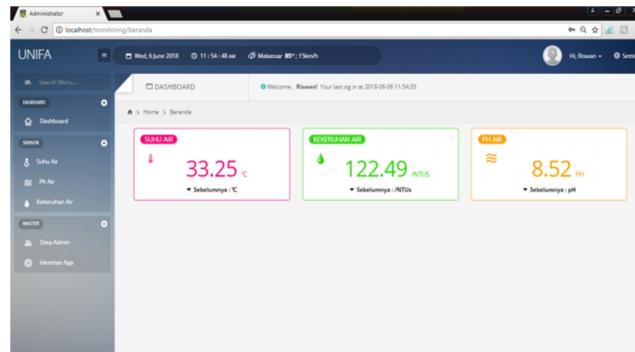 Administrator
localhost/monitoring/beranda
UNIFA
Wed, 6 June 2018 11 : 54 : 48 AM Makassar 85° ; 15km/h
Hi, Riswan
Search Menu...
DASHBOARD
Welcome , Riswan! Your last sig in at 2018-06-06 11:54:35
DASBOARD
Dashboard
Home > Beranda
SENSOR
Suhu Air
Ph Air
Kekeruhan Air
SUHU AIR
33.25 °C
Sebelumnya : °C
KEKERUHAN AIR
122.49 /NTUS
Sebelumnya : /NTUs
PH AIR
8.52 PH
Sebelumnya : pH
MASTER
Data Admin
Identitas App